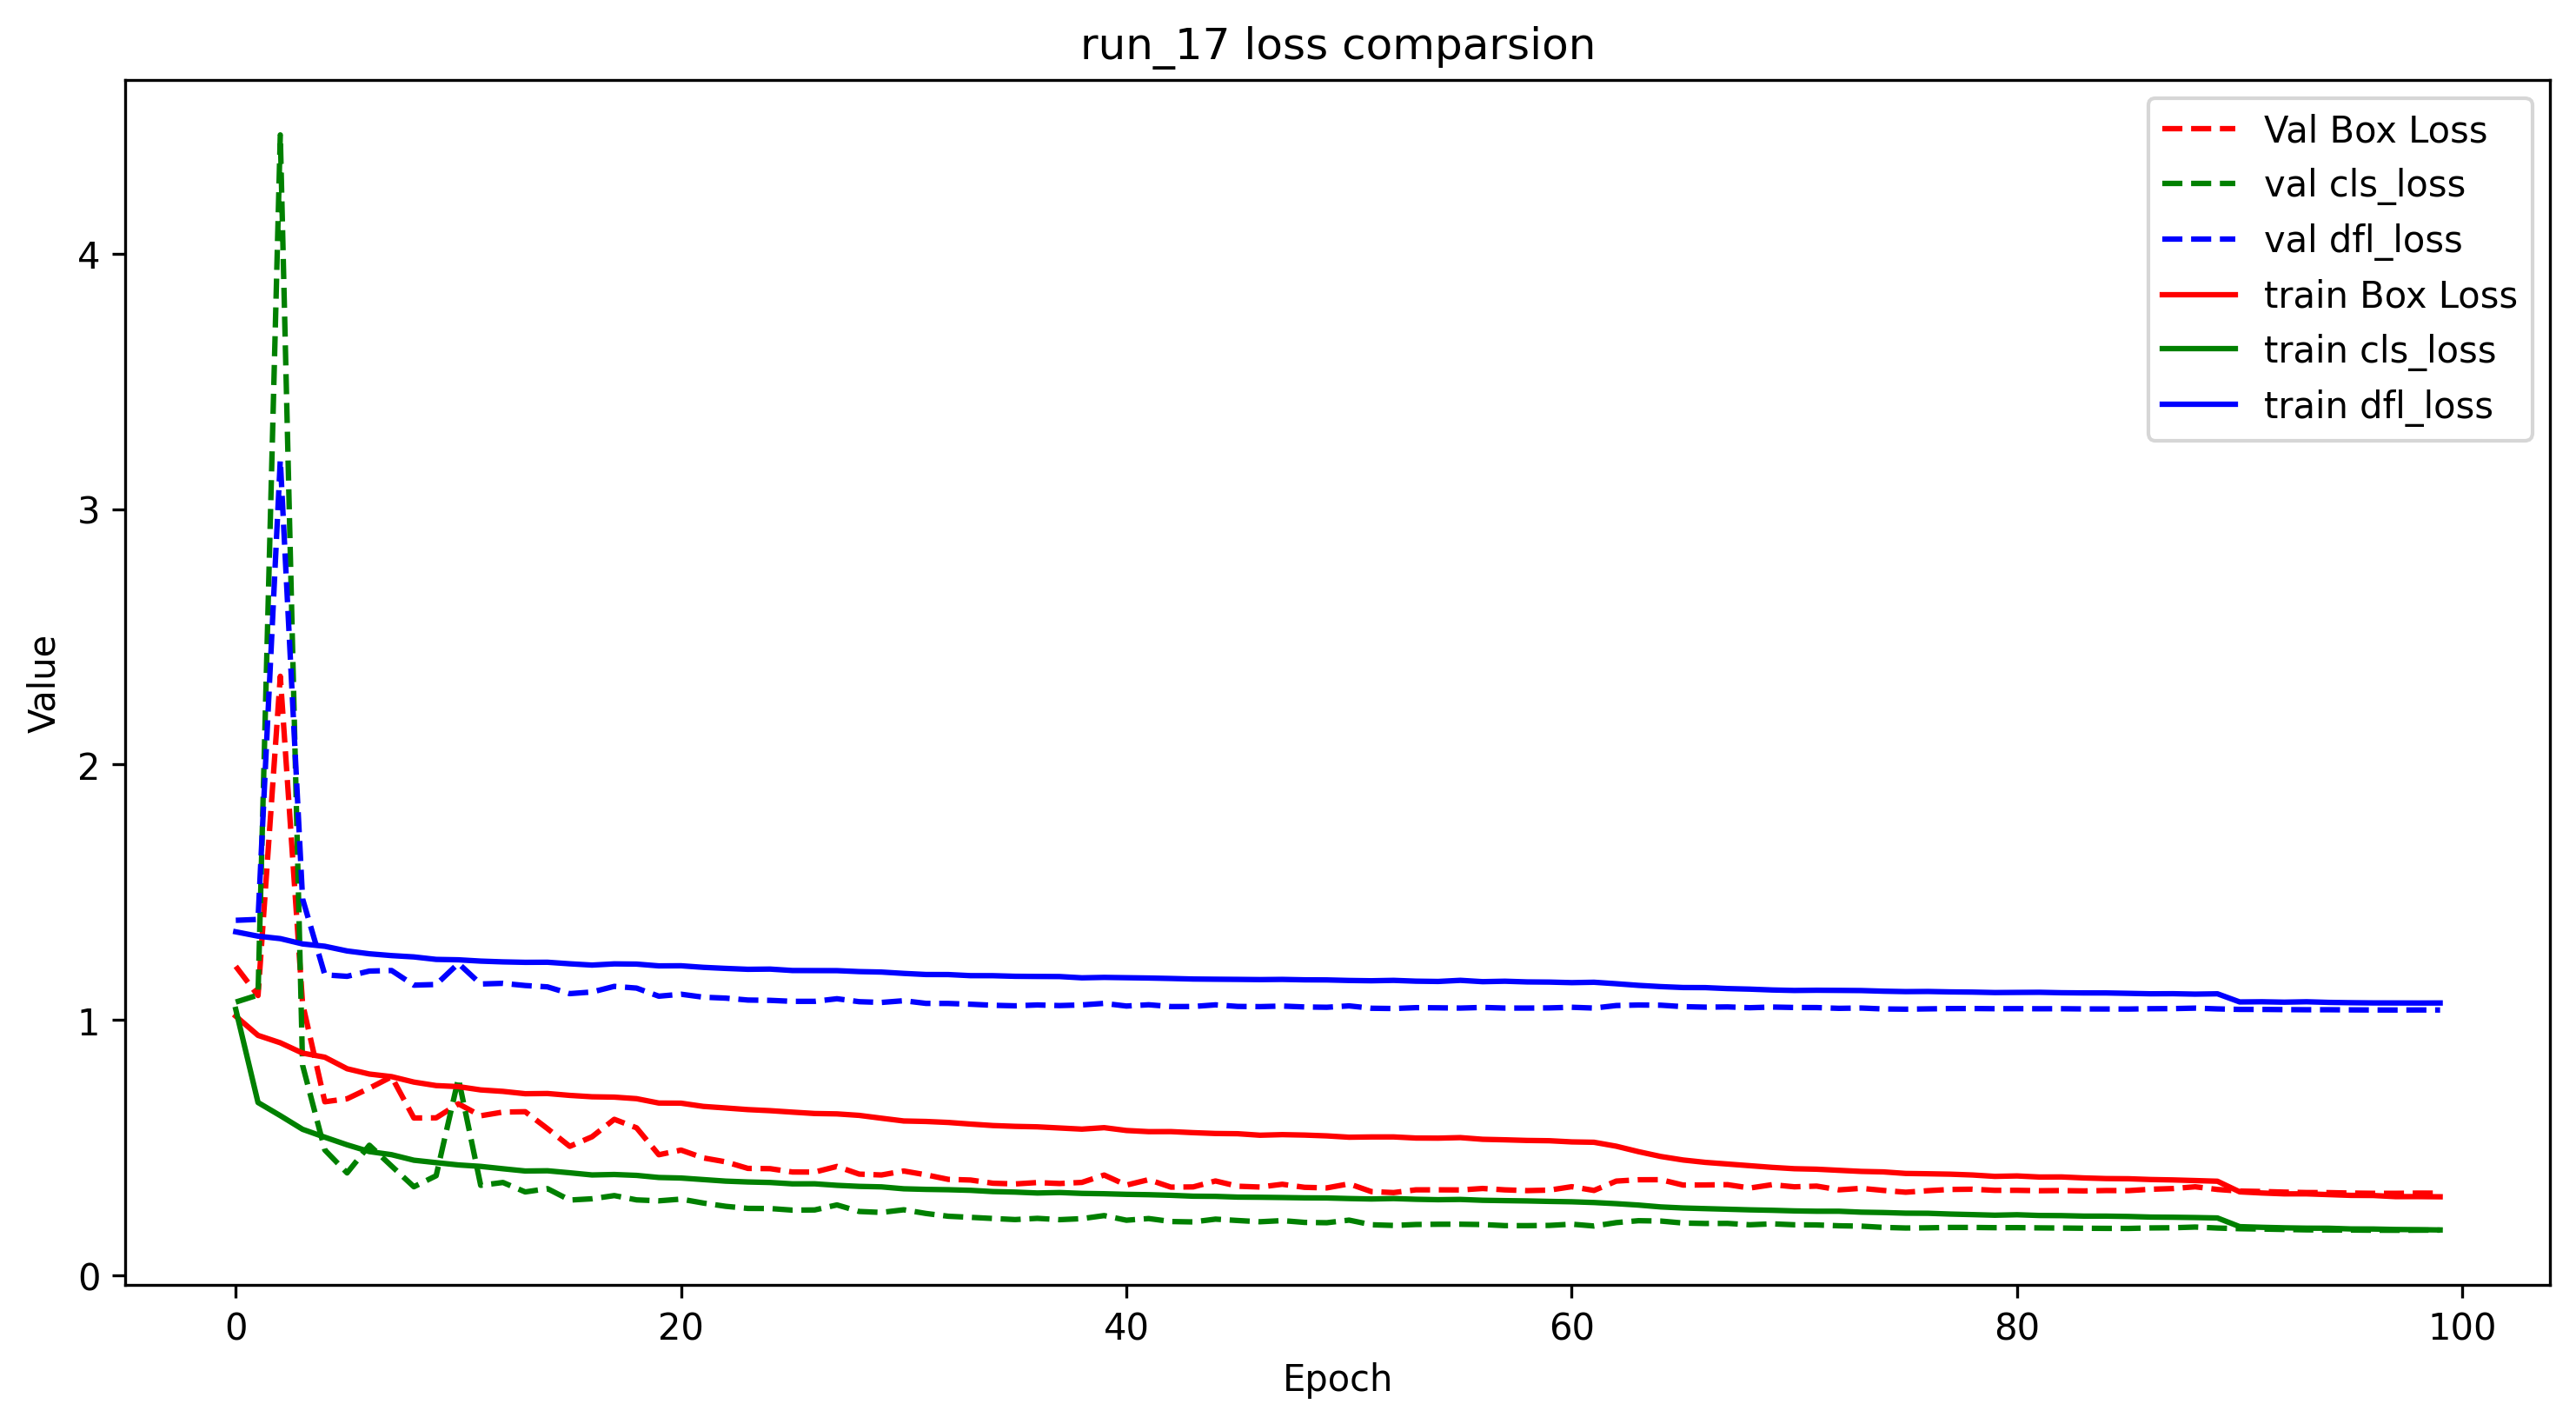 run_17 loss comparsion
Val Box Loss
val cls_loss
val dfl_loss
train Box Loss
train cls_loss
train dfl_loss
Value
4
3
2
1
0
0 20 40 60 80 100
Epoch